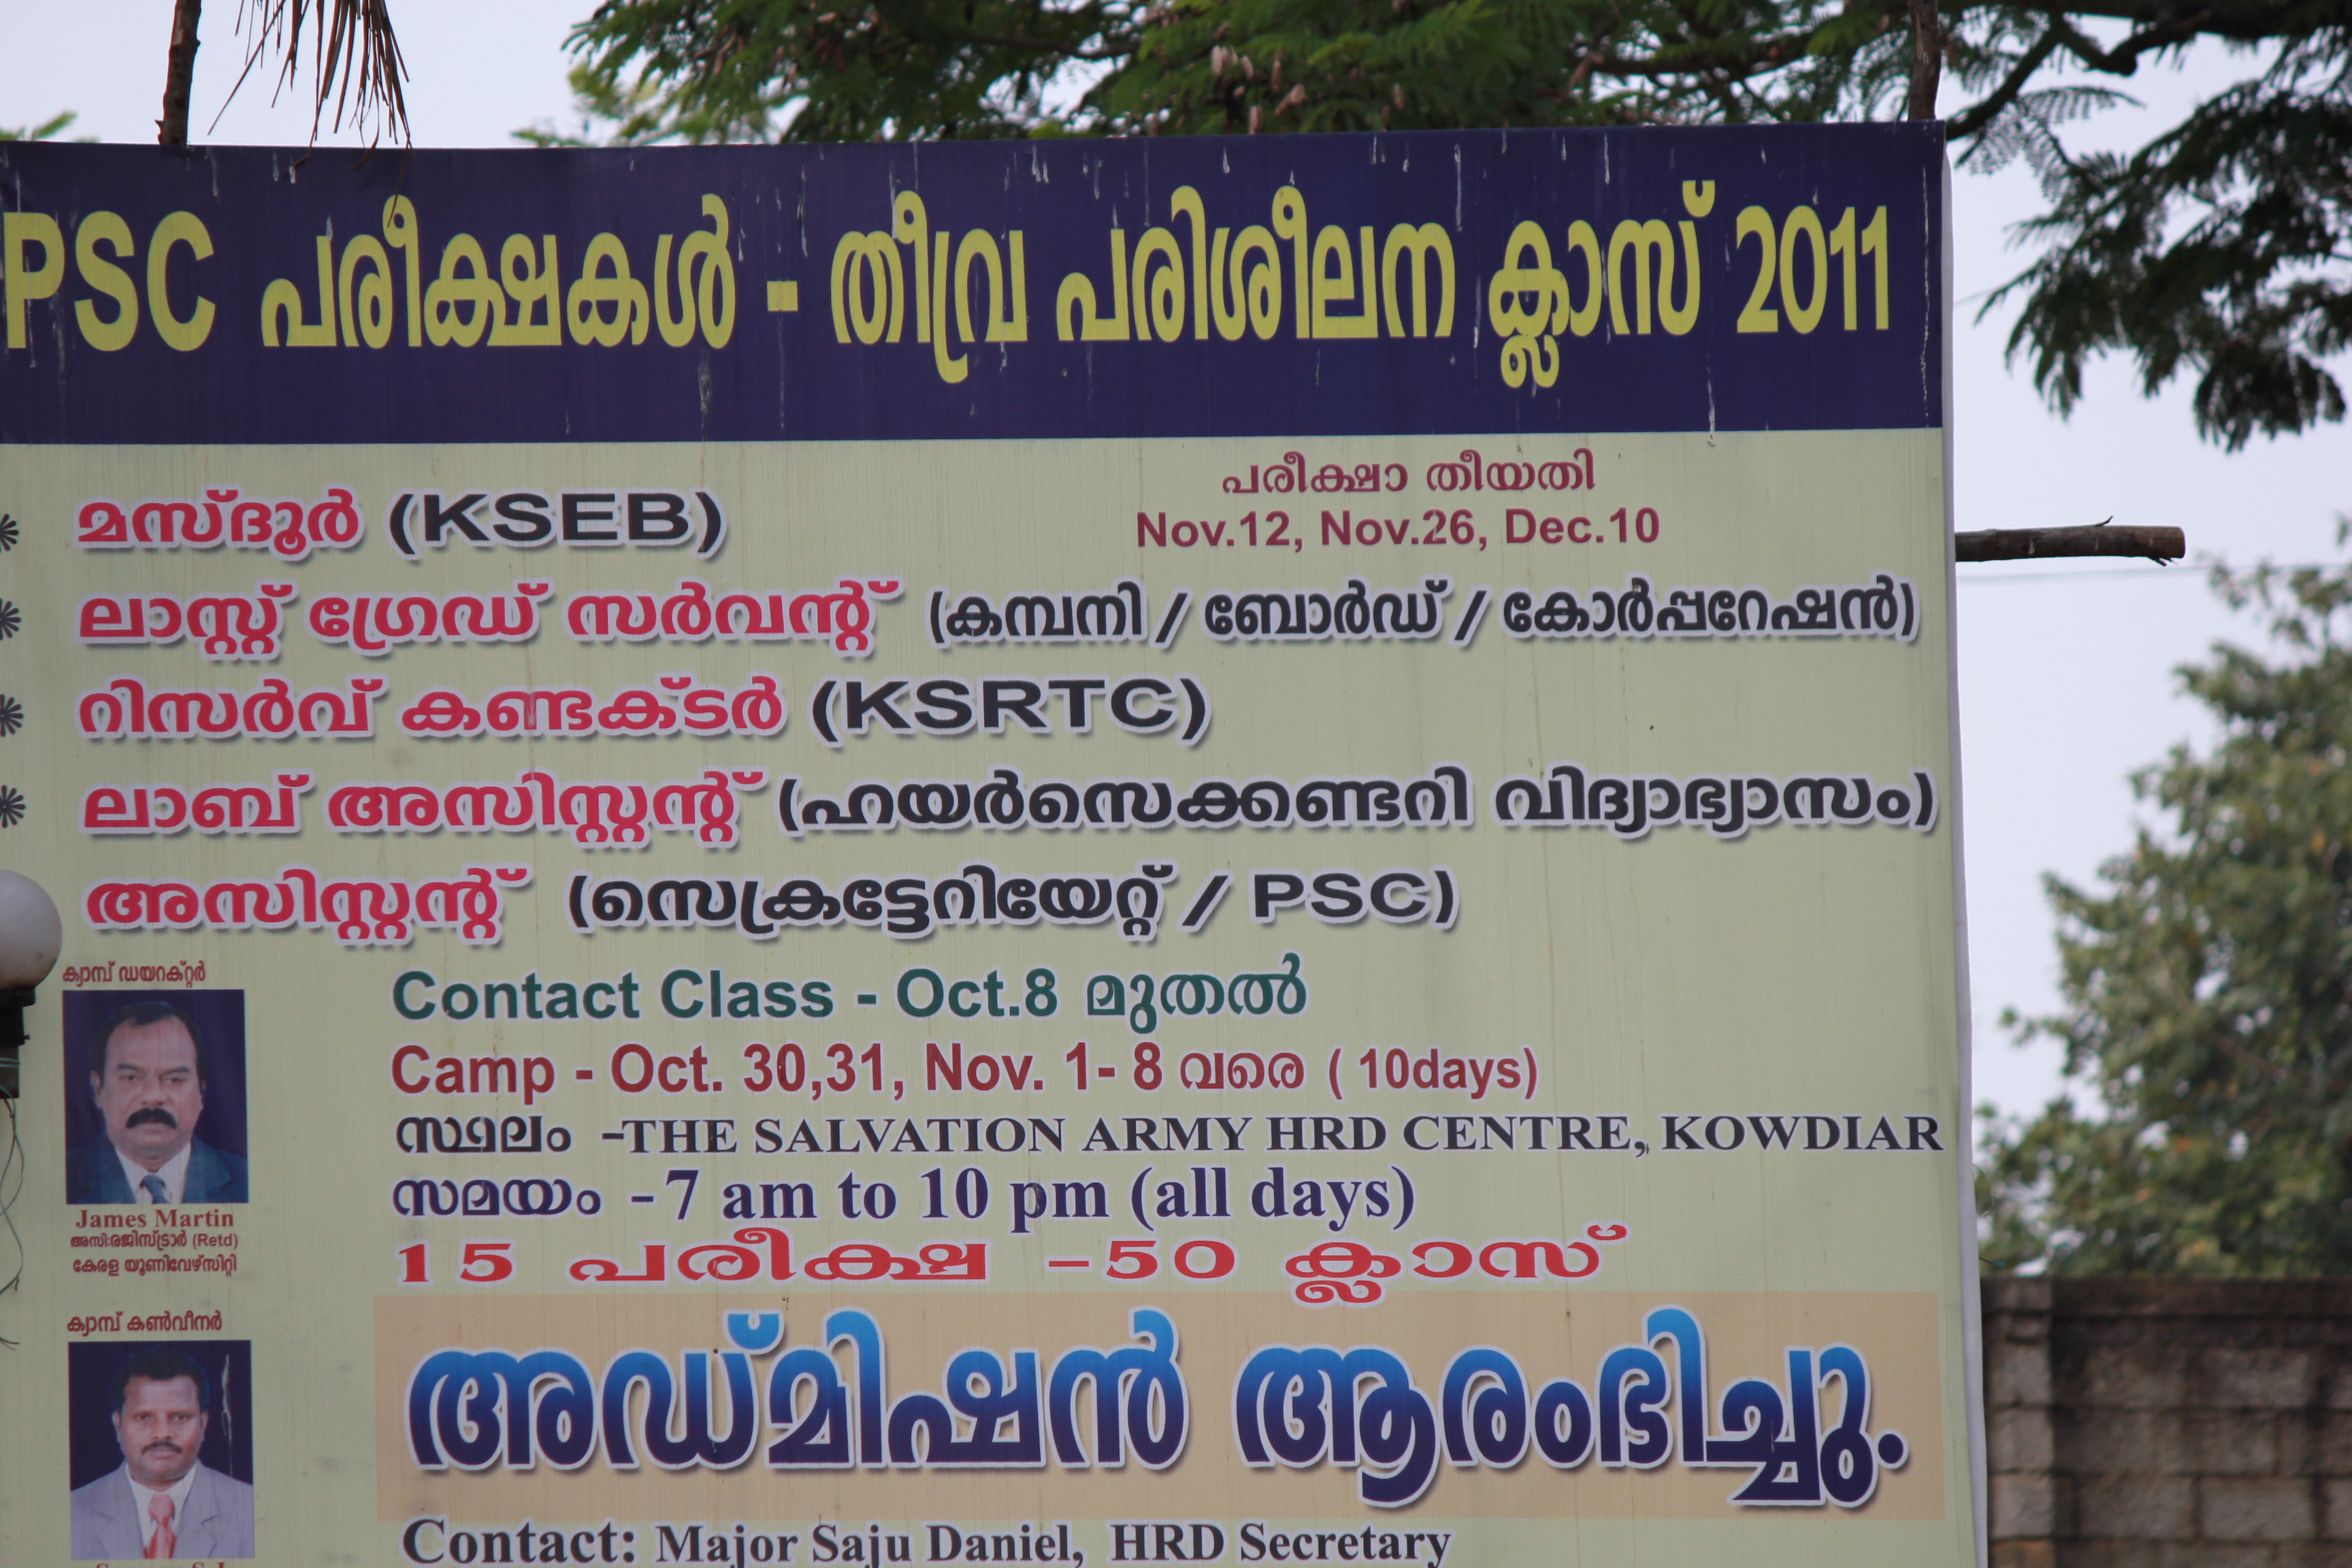 PSC പരീക്ഷകൾ - തീവ്ര പരിശീലന ക്ലാസ് 2011
പരീക്ഷാ തീയതി
മസ്ദൂർ (KSEB) Nov.12, Nov.26, Dec.10
ലാസ്റ്റ് ഗ്രേഡ് സർവന്റ് (കമ്പനി / ബോർഡ് / കോർപ്പറേഷൻ)
റിസർവ് കണ്ടക്ടർ (KSRTC)
ലാബ് അസിസ്റ്റന്റ് (ഹയർസെക്കണ്ടറി വിദ്യാഭ്യാസം)
അസിസ്റ്റന്റ് (സെക്രട്ടേറിയേറ്റ് / PSC)
ക്യാമ്പ് ഡയറക്റ്റർ
James Martin
അസി:രജിസ്ട്രാർ (Retd)
കേരള യൂണിവേഴ്സിറ്റി
ക്യാമ്പ് കൺവീനർ
Contact Class - Oct.8 മുതൽ
Camp - Oct. 30,31, Nov. 1- 8 വരെ ( 10days)
സ്ഥലം -THE SALVATION ARMY HRD CENTRE, KOWDIAR
സമയം -7 am to 10 pm (all days)
15 പരീക്ഷ -50 ക്ലാസ്
അഡ്മിഷൻ ആരംഭിച്ചു.
Contact: Major Saju Daniel, HRD Secretary